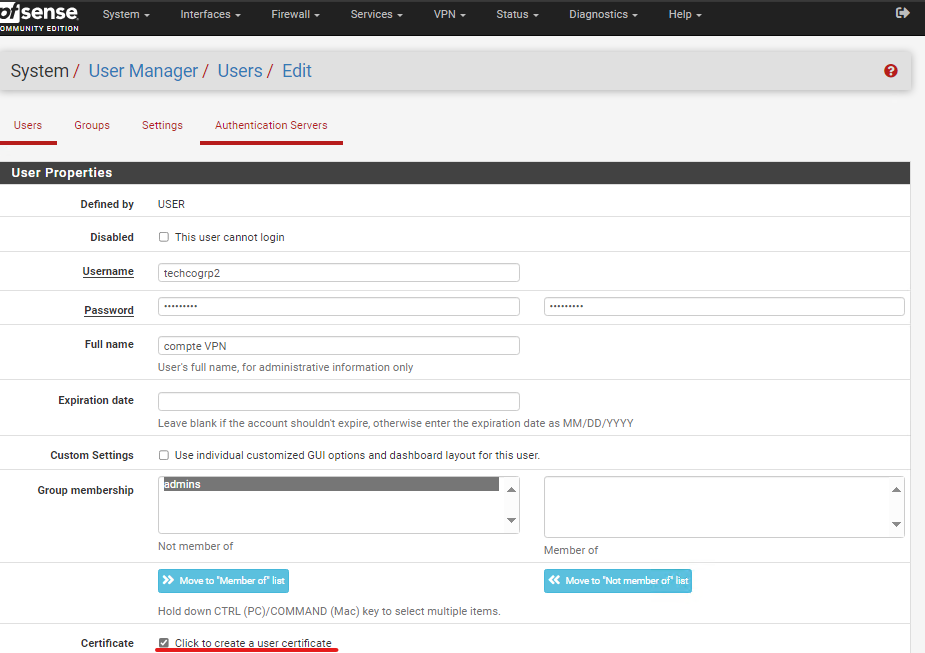 pfsense System Interfaces Firewall Services VPN Status Diagnostics Help
COMMUNITY EDITION
System / User Manager / Users / Edit
Users Groups Settings Authentication Servers
User Properties
Defined by USER
Disabled This user cannot login
Username techcogrp2
Password ••••••••• •••••••••
Full name compte VPN
User's full name, for administrative information only
Expiration date
Leave blank if the account shouldn't expire, otherwise enter the expiration date as MM/DD/YYYY
Custom Settings Use individual customized GUI options and dashboard layout for this user.
Group membership admins
Not member of Member of
Move to "Member of" list Move to "Not member of" list
Hold down CTRL (PC)/COMMAND (Mac) key to select multiple items.
Certificate Click to create a user certificate